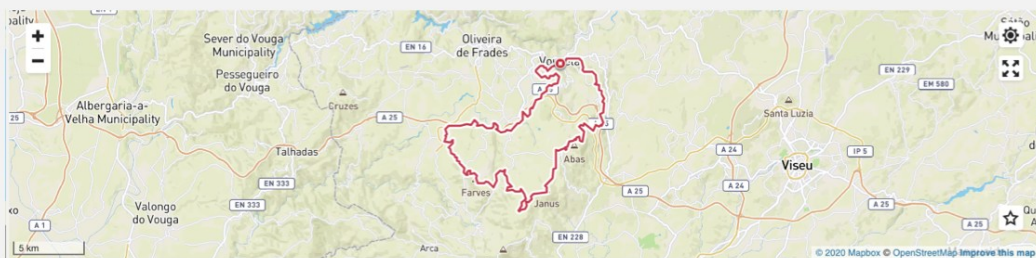 Sever do Vouga
Municipality
Pessegueiro
do Vouga
Oliveira
de Frades
EN 16
EN 229
EN 580
Cruzes
Albergaria-a-
Velha Municipality
25
A 25
Talhadas
EN 333
EN 333
Valongo
do Vouga
A 1
Santa Luzia
A 24
IP 5
Viseu
Abas
A 25
A 24
A 25
A 25
Farves
Janus
EN 228
Arca
5 km
© 2020 Mapbox © OpenStreetMap Improve this map